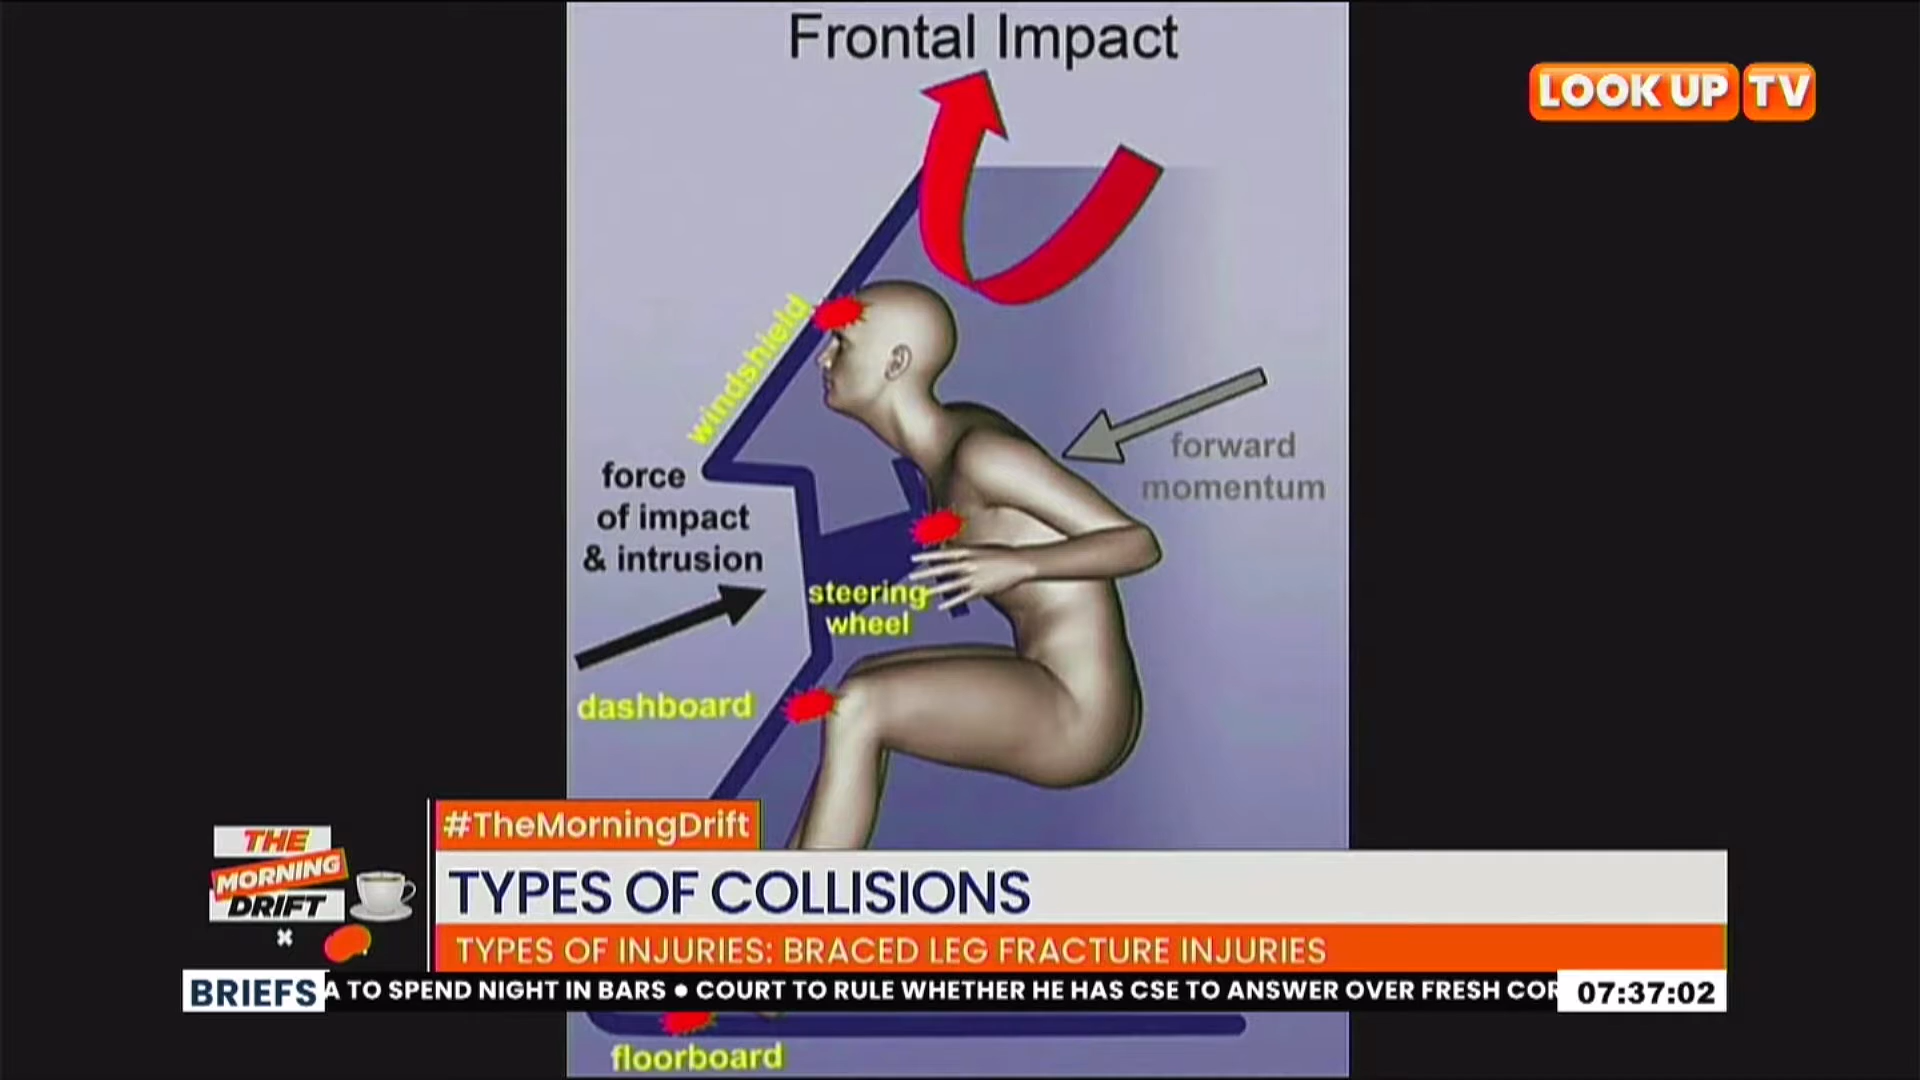 Frontal Impact
LOOK UP TV
windshield
forward
momentum
force
of impact
& intrusion
steering
wheel
dashboard
#TheMorningDrift
THE
MORNING
DRIFT
TYPES OF COLLISIONS
TYPES OF INJURIES: BRACED LEG FRACTURE INJURIES
BRIEFS
A TO SPEND NIGHT IN BARS ● COURT TO RULE WHETHER HE HAS CSE TO ANSWER OVER FRESH COR
07:37:02
floorboard